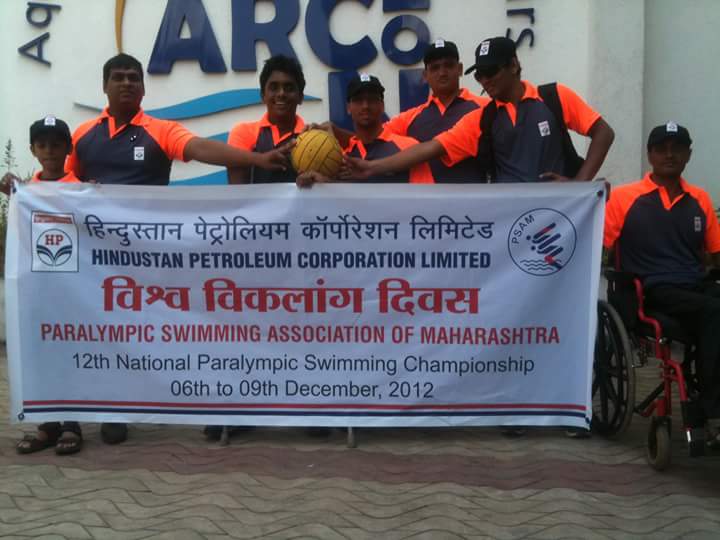 Aq
ARC
HP
हिन्दुस्तान पेट्रोलियम कॉर्पोरेशन लिमिटेड
HINDUSTAN PETROLEUM CORPORATION LIMITED
PSAM
विश्व विकलांग दिवस
PARALYMPIC SWIMMING ASSOCIATION OF MAHARASHTRA
12th National Paralympic Swimming Championship
06th to 09th December, 2012